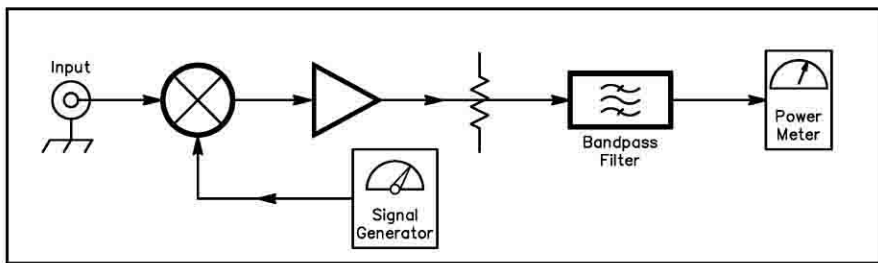 Input
Signal
Generator
Bandpass
Filter
Power
Meter